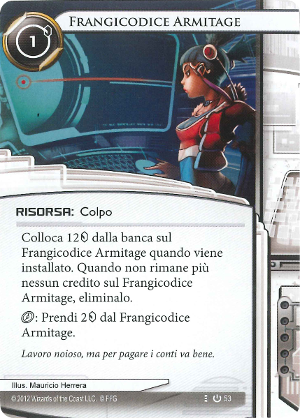 FRANGICODICE ARMITAGE
1
RISORSA: Colpo
Colloca 12 dalla banca sul
Frangicodice Armitage quando viene
installato. Quando non rimane più
nessun credito sul Frangicodice
Armitage, eliminalo.
: Prendi 2 dal Frangicodice
Armitage.
Lavoro noioso, ma per pagare i conti va bene.
Illus. Mauricio Herrera
© 2012 Wizards of the Coast LLC. © FFG
53